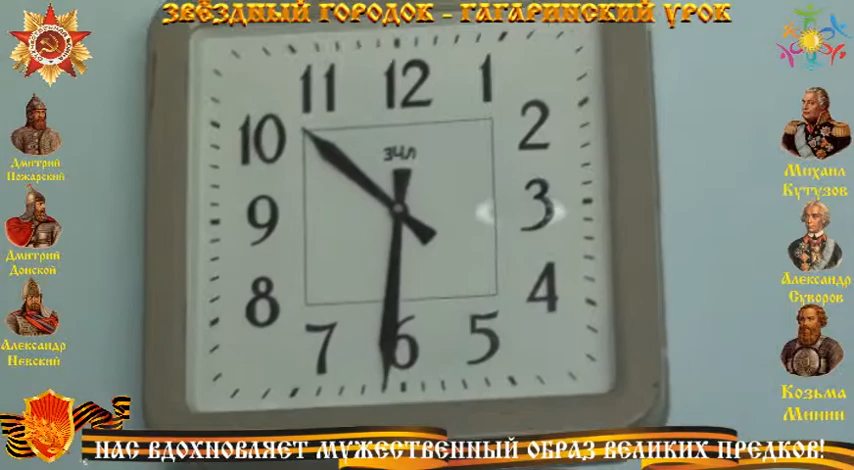 ЗВЁЗДНЫЙ ГОРОДОК - ГАГАРИНСКИЙ УРОК
Дмитрий
Пожарский
Дмитрий
Донской
Александр
Невский
11 12 1
10 2
9 3
8 4
7 6 5
ЗЧЛ
Михаил
Кутузов
Александр
Суворов
Козьма
Минин
НАС ВДОХНОВЛЯЕТ МУЖЕСТВЕННЫЙ ОБРАЗ ВЕЛИКИХ ПРЕДКОВ!